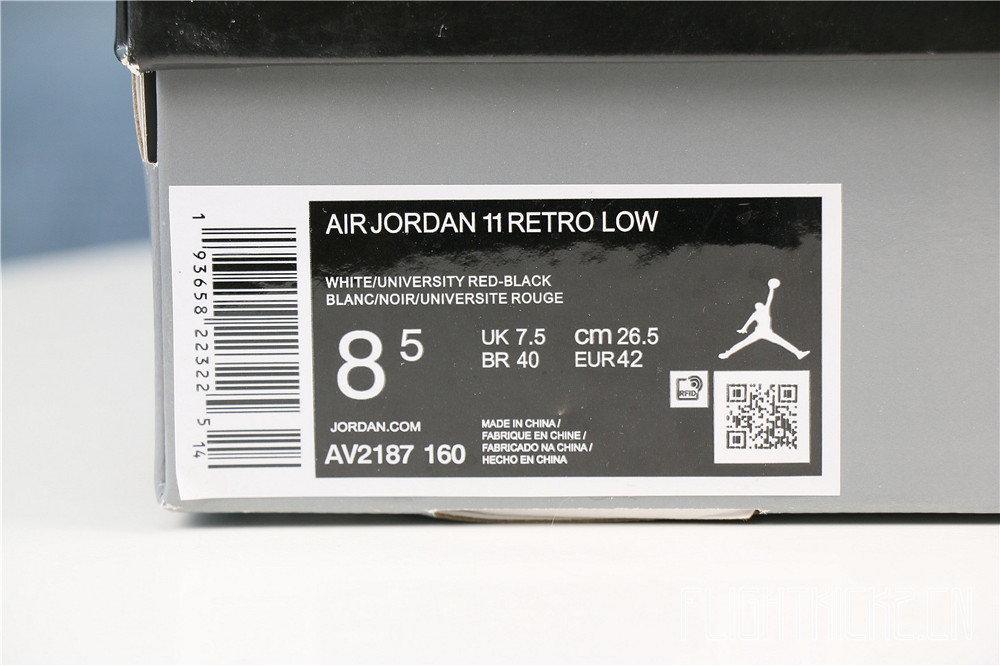 AIR JORDAN 11 RETRO LOW
WHITE/UNIVERSITY RED-BLACK
BLANC/NOIR/UNIVERSITE ROUGE
8 5
UK 7.5 cm 26.5
BR 40 EUR 42
RFID
JORDAN.COM
AV2187 160
MADE IN CHINA /
FABRIQUE EN CHINE /
FABRICADO NA CHINA /
HECHO EN CHINA
1 93658 22322 5 14